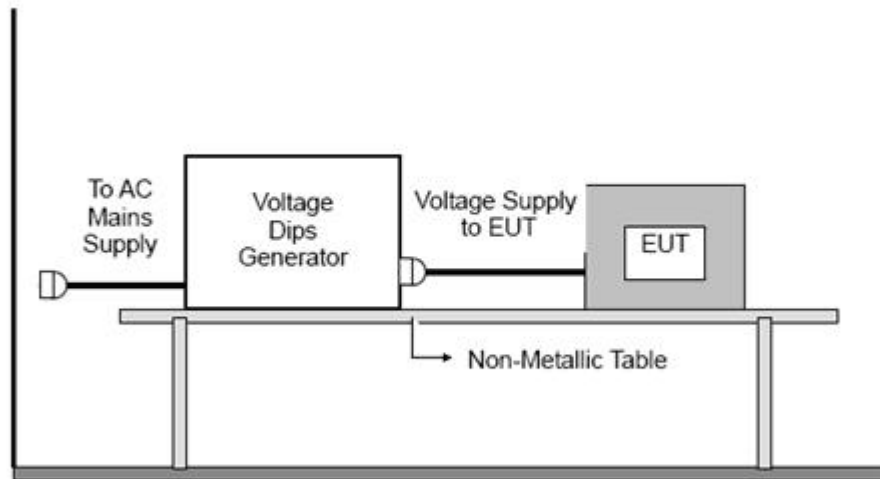 To AC
Mains
Supply
Voltage
Dips
Generator
Voltage Supply
to EUT
EUT
Non-Metallic Table